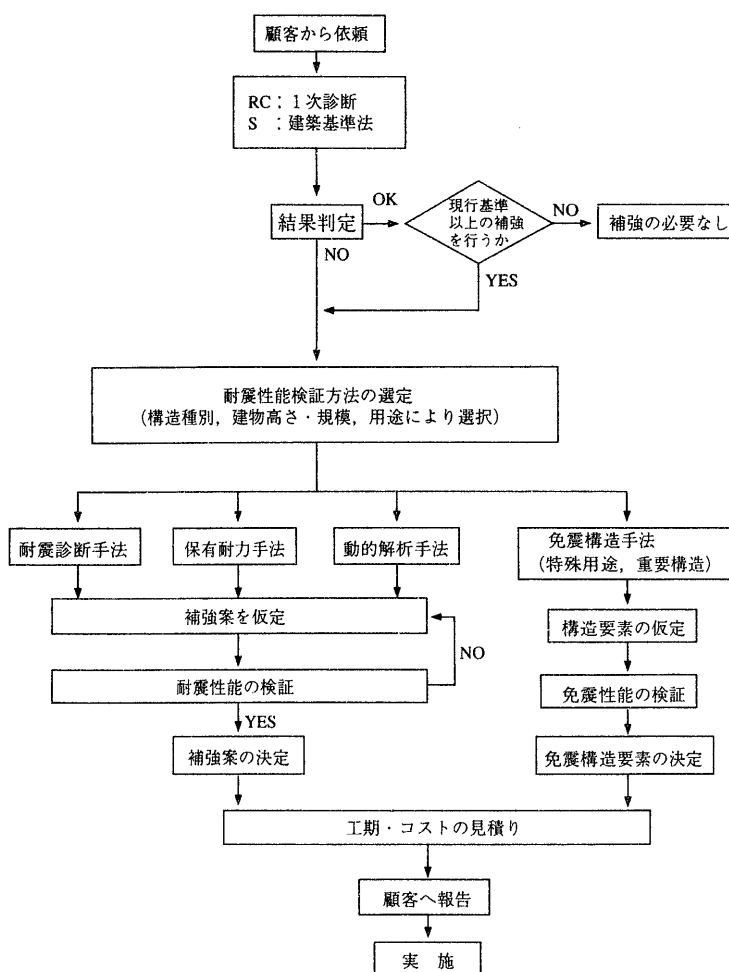 顧客から依頼
RC：1次診断
S ：建築基準法
結果判定
OK
現行基準
以上の補強
を行うか
NO
補強の必要なし
NO
YES
耐震性能検証方法の選定
(構造種別，建物高さ・規模，用途により選択)
耐震診断手法
保有耐力手法
動的解析手法
免震構造手法
(特殊用途，重要構造)
補強案を仮定
構造要素の仮定
NO
耐震性能の検証
免震性能の検証
YES
補強案の決定
免震構造要素の決定
工期・コストの見積り
顧客へ報告
実 施